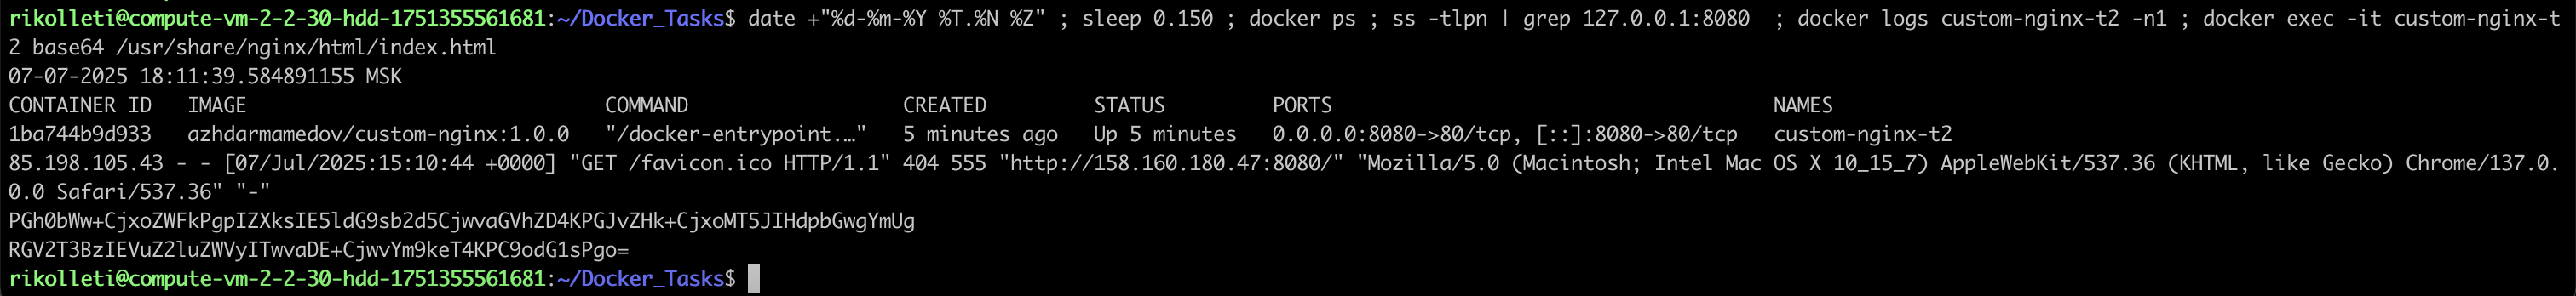 rikolleti@compute-vm-2-2-30-hdd-1751355561681:~/Docker_Tasks$ date +"%d-%m-%Y %T.%N %Z" ; sleep 0.150 ; docker ps ; ss -tlpn | grep 127.0.0.1:8080  ; docker logs custom-nginx-t2 -n1 ; docker exec -it custom-nginx-t
2 base64 /usr/share/nginx/html/index.html
07-07-2025 18:11:39.584891155 MSK
CONTAINER ID   IMAGE                              COMMAND                  CREATED         STATUS         PORTS                                     NAMES
1ba744b9d933   azhdarmamedov/custom-nginx:1.0.0   "/docker-entrypoint.…"   5 minutes ago   Up 5 minutes   0.0.0.0:8080->80/tcp, [::]:8080->80/tcp   custom-nginx-t2
85.198.105.43 - - [07/Jul/2025:15:10:44 +0000] "GET /favicon.ico HTTP/1.1" 404 555 "http://158.160.180.47:8080/" "Mozilla/5.0 (Macintosh; Intel Mac OS X 10_15_7) AppleWebKit/537.36 (KHTML, like Gecko) Chrome/137.0.
0.0 Safari/537.36" "-"
PGh0bWw+CjxoZWFkPgpIZXksIE5ldG9sb2d5CjwvaGVhZD4KPGJvZHk+CjxoMT5JIHdpbGwgYmUg
RGV2T3BzIEVuZ2luZWVyITwvaDE+CjwvYm9keT4KPC9odG1sPgo=
rikolleti@compute-vm-2-2-30-hdd-1751355561681:~/Docker_Tasks$